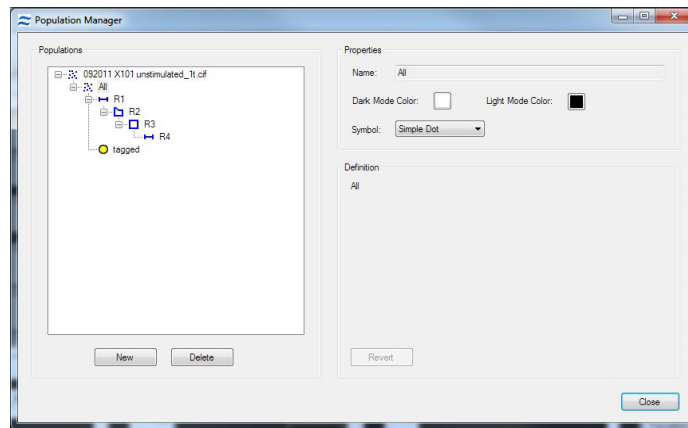 Population Manager
Populations
092011 X101 unstimulated_1t.cif
All
R1
R2
R3
R4
tagged
New
Delete
Properties
Name: All
Dark Mode Color: Light Mode Color:
Symbol: Simple Dot
Definition
All
Revert
Close